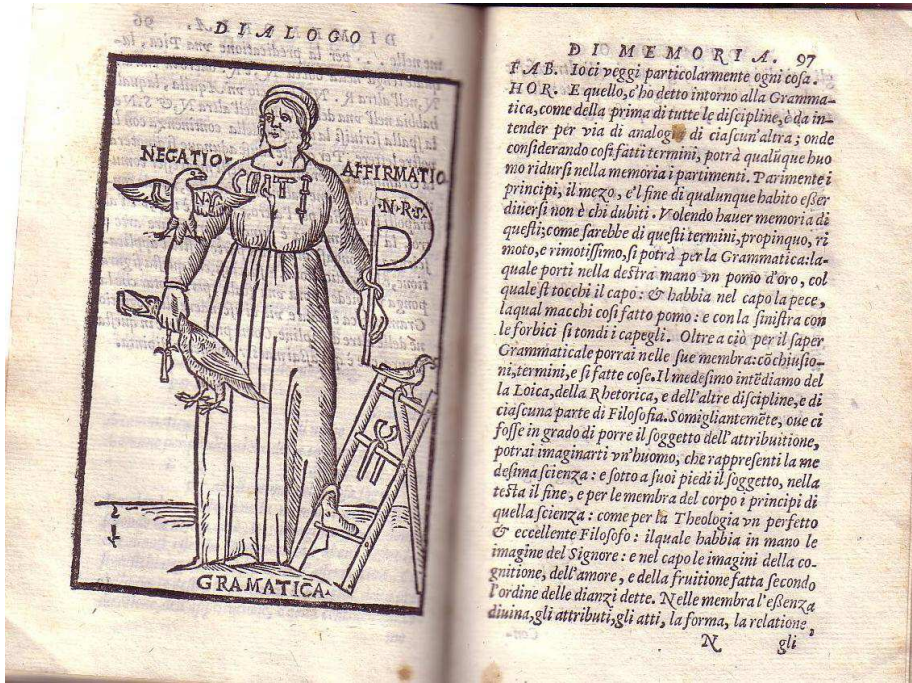 DIALOGO
NEGATIO
AFFIRMATIO
N
N·R·S
GRAMATICA
DI MEMORIA. 97
FAB. Io ci veggi particolarmente ogni cosa.
HOR. E quello, c'ho detto intorno alla Gramma-
tica, come della prima di tutte le discipline, è da in-
tender per via di analogia di ciascun'altra; onde
considerando cosi fatti termini, potrà qualũque huo
mo ridursi nella memoria i partimenti. Parimente i
principi, il mezo, e'l fine di qualunque habito eßer
diuersi non è chi dubiti. Volendo hauer memoria di
questi; come sarebbe di questi termini, propinquo, ri
moto, e rimotissimo, si potrà per la Grammatica: la-
quale porti nella destra mano vn pomo d'oro, col
quale si tocchi il capo: & habbia nel capo la pece,
laqual macchi cosi fatto pomo: e con la sinistra con
le forbici si tondi i capegli. Oltre a ciò per il saper
Grammaticale porrai nelle sue membra: cõchiusio-
ni, termini, e si fatte cose. Il medesimo intẽdiamo del
la Loica, della Rhetorica, e dell'altre discipline, e di
ciascuna parte di Filosofia. Somigliantemẽte, oue ci
fosse in grado di porre il soggetto dell'attribuitione,
potrai imaginarti vn'huomo, che rappresenti la me
desima scienza: e sotto a suoi piedi il soggetto, nella
testa il fine, e per le membra del corpo i principi di
quella scienza: come per la Theologia vn perfetto
& eccellente Filosofo: ilquale habbia in mano le
imagine del Signore: e nel capo le imagini della co-
gnitione, dell'amore, e della fruitione fatta secondo
l'ordine delle dianzi dette. Nelle membra l'eßenza
diuina, gli attributi, gli atti, la forma, la relatione,
N gli